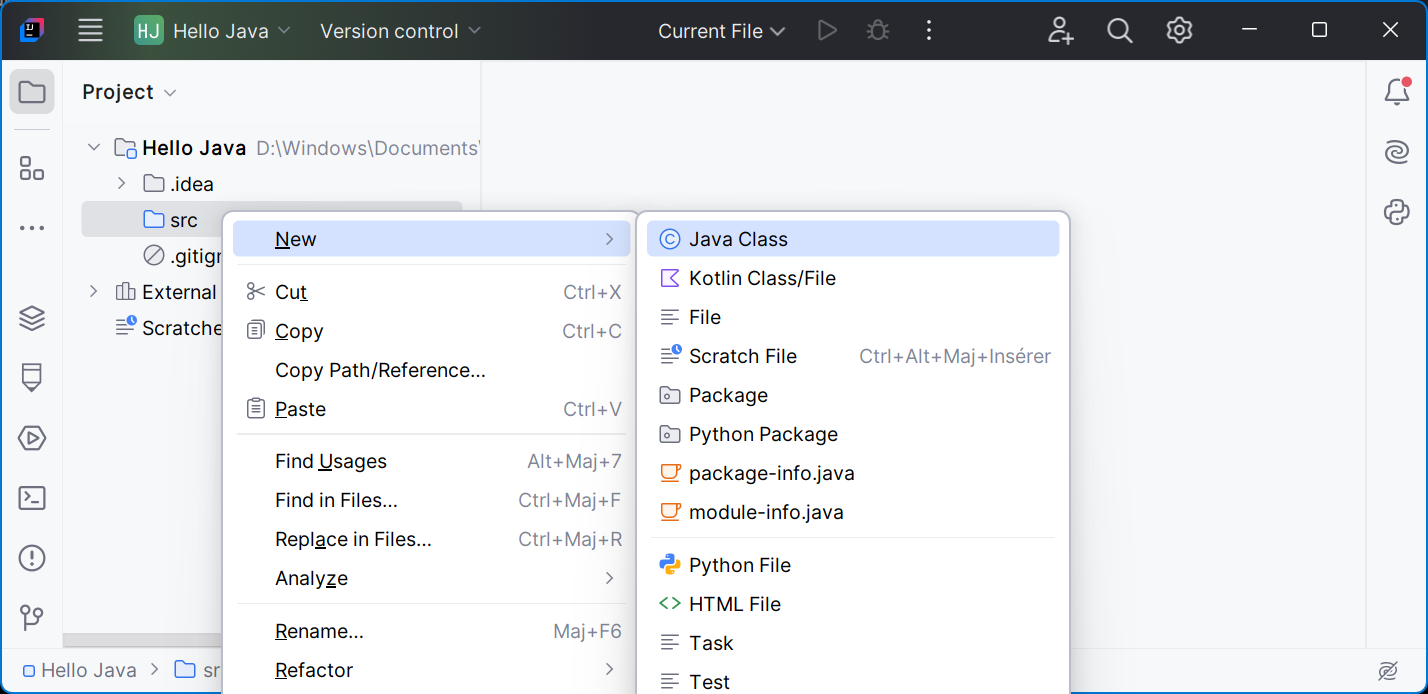 HJ Hello Java Version control Current File
Project
Hello Java D:\Windows\Documents\
.idea
src
New
Java Class
.gitign
Kotlin Class/File
External
Cut Ctrl+X
File
Scratche
Copy Ctrl+C
Scratch File Ctrl+Alt+Maj+Insérer
Copy Path/Reference...
Package
Paste Ctrl+V
Python Package
Find Usages Alt+Maj+7
package-info.java
Find in Files... Ctrl+Maj+F
module-info.java
Replace in Files... Ctrl+Maj+R
Python File
Analyze
HTML File
Rename... Maj+F6
Task
Refactor
Test
Hello Java sr